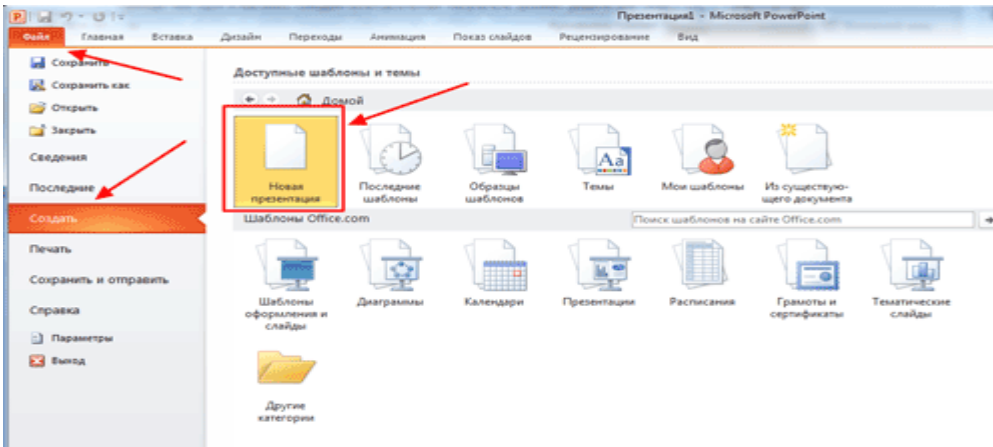 Презентация1 - Microsoft PowerPoint
Файл Главная Вставка Дизайн Переходы Анимация Показ слайдов Рецензирование Вид
Сохранить
Сохранить как
Открыть
Закрыть
Сведения
Последние
Создать
Печать
Сохранить и отправить
Справка
Параметры
Выход
Доступные шаблоны и темы
Домой
Новая
презентация
Последние
шаблоны
Образцы
шаблонов
Темы
Мои шаблоны
Из существую-
щего документа
Шаблоны Office.com
Поиск шаблонов на сайте Office.com
Шаблоны
оформления и
слайды
Диаграммы
Календари
Презентации
Расписания
Грамоты и
сертификаты
Тематические
слайды
Другие
категории